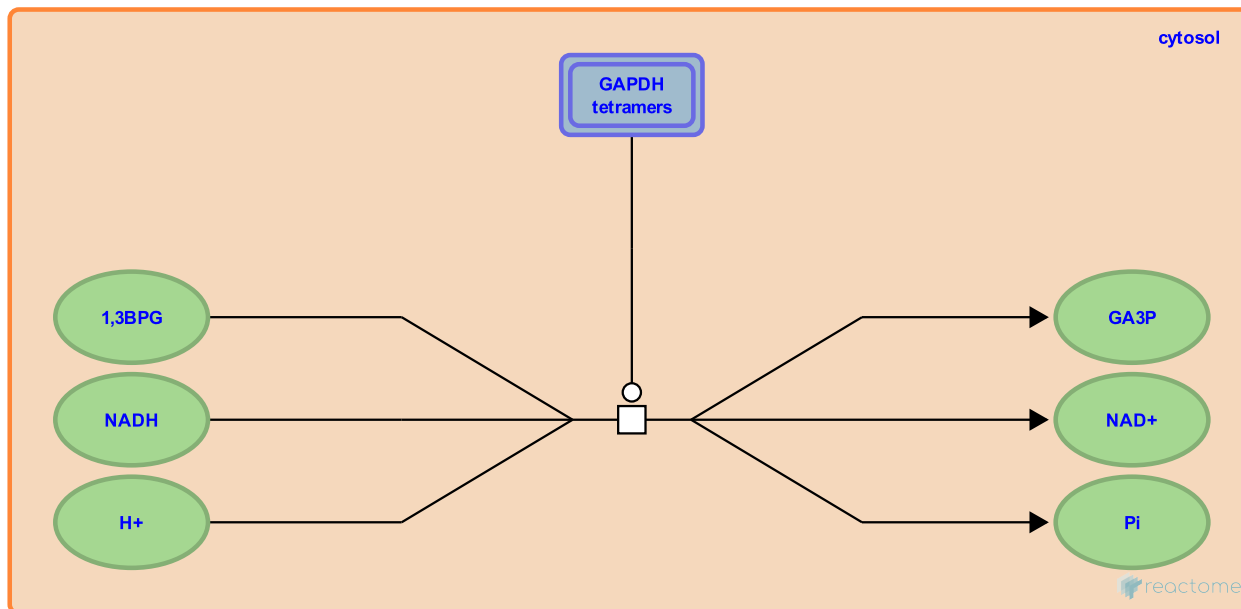 cytosol
GAPDH
tetramers
1,3BPG
GA3P
NADH
NAD+
H+
Pi
reactome